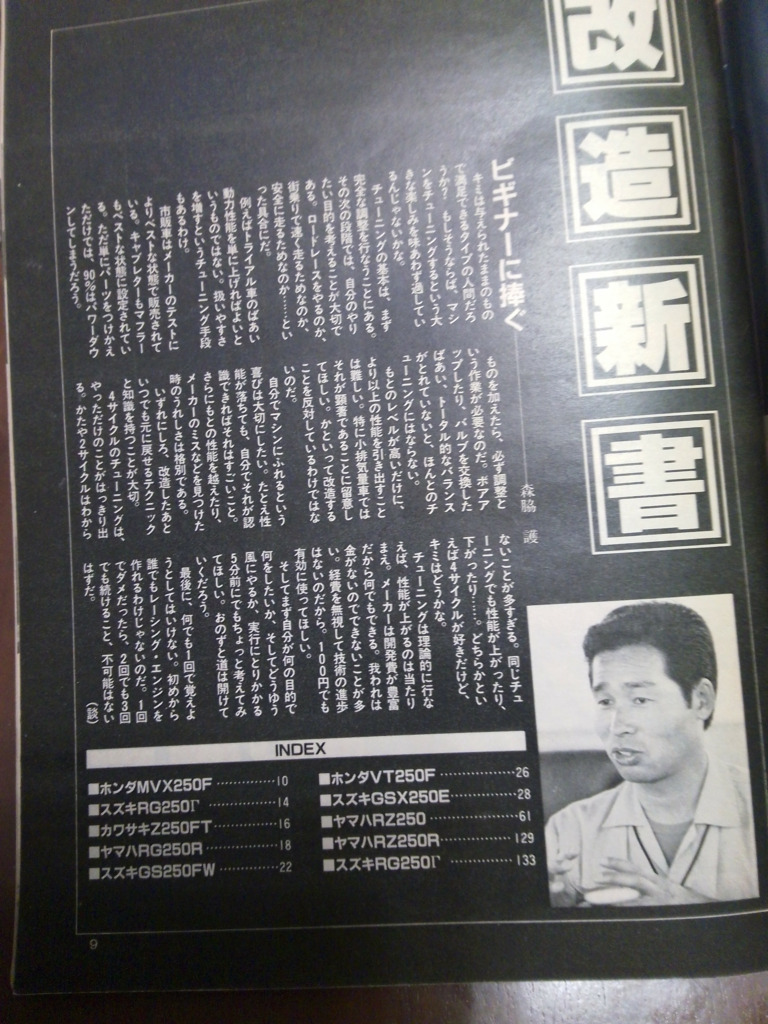 改造新書
ビギナーに捧ぐ
森脇 護
キミは与えられたままのもの
で満足できるタイプの人間だろ
うか? もしそうならば、マシ
ンをチューニングするという大
きな楽しみを味あわず過してい
るんじゃないかな。
チューニングの基本は、まず
完全な調整を行なうことにある。
その次の段階では、自分のやり
たい目的を考えることが大切で
ある。ロードレースをやるのか、
街乗りで速く走るためなのか、
安全に走るためなのか……とい
った具合にだ。
例えばトライアル車のばあい
動力性能を単に上げればよいと
いうものではない。扱いやすさ
を増すというチューニング手段
もあるわけ。
市販車はメーカーのテストに
よりベストな状態で販売されて
いる、キャブレターもマフラー
もベストな状態に設定されてい
る。ただ単にパーツをつけかえ
ただけでは、90%はパワーダウ
ンしてしまうだろう。
ものを加えたら、必ず調整と
いう作業が必要なのだ。ボアア
ップしたり、バルブを交換した
ばあい、トータル的なバランス
がとれていないと、ほんとのチ
ューニングにはならない。
もとのレベルが高いだけに、
より以上の性能を引き出すこと
は難しい。特に小排気量車では
それが顕著であることに留意し
てほしい。かといって改造する
ことを反対しているわけではな
いのだ。
自分でマシンにふれるという
喜びは大切にしたい。たとえ性
能が落ちても、自分でそれが認
識できればそれはすごいこと。
さらにもとの性能を越えたり、
メーカーのミスなどを見つけた
時のうれしさは格別である。
いずれにしろ、改造したあと
いつでも元に戻せるテクニック
と知識を持つことが大切。
4サイクルのチューニングは、
やっただけのことがはっきり出
る。かたや2サイクルはわから
ないことが多すぎる。同じチュ
ーニングでも性能が上がったり、
下がったり……。どちらかとい
えば4サイクルが好きだけど、
キミはどうかな。
チューニングは理論的に行な
えば、性能が上がるのは当たり
まえ。メーカーは開発費が豊富
だから何でもできる。我われは
金がないのでできないことが多
い。経費を無視して技術の進歩
はないのだから。100円でも
有効に使ってほしい。
そしてまず自分が何の目的で
何をしたいか、そしてどうゆう
風にやるか、実行にとりかかる
5分前にでもちょっと考えてみ
てほしい。おのずと道は開けて
いくだろう。
最後に、何でも1回で覚えよ
うとしてはいけない。初めから
誰でもレーシング・エンジンを
作れるわけじゃないのだ。1回
でダメだったら、2回でも3回
でも続けること、不可能はない
はずだ。
(談)
INDEX
■ホンダMVX250F……………10
■スズキRG250Γ……………14
■カワサキZ250FT……………16
■ヤマハRG250R……………18
■スズキGS250FW……………22
■ホンダVT250F……………26
■スズキGSX250E……………28
■ヤマハRZ250……………61
■ヤマハRZ250R……………129
■スズキRG250Γ……………133
9